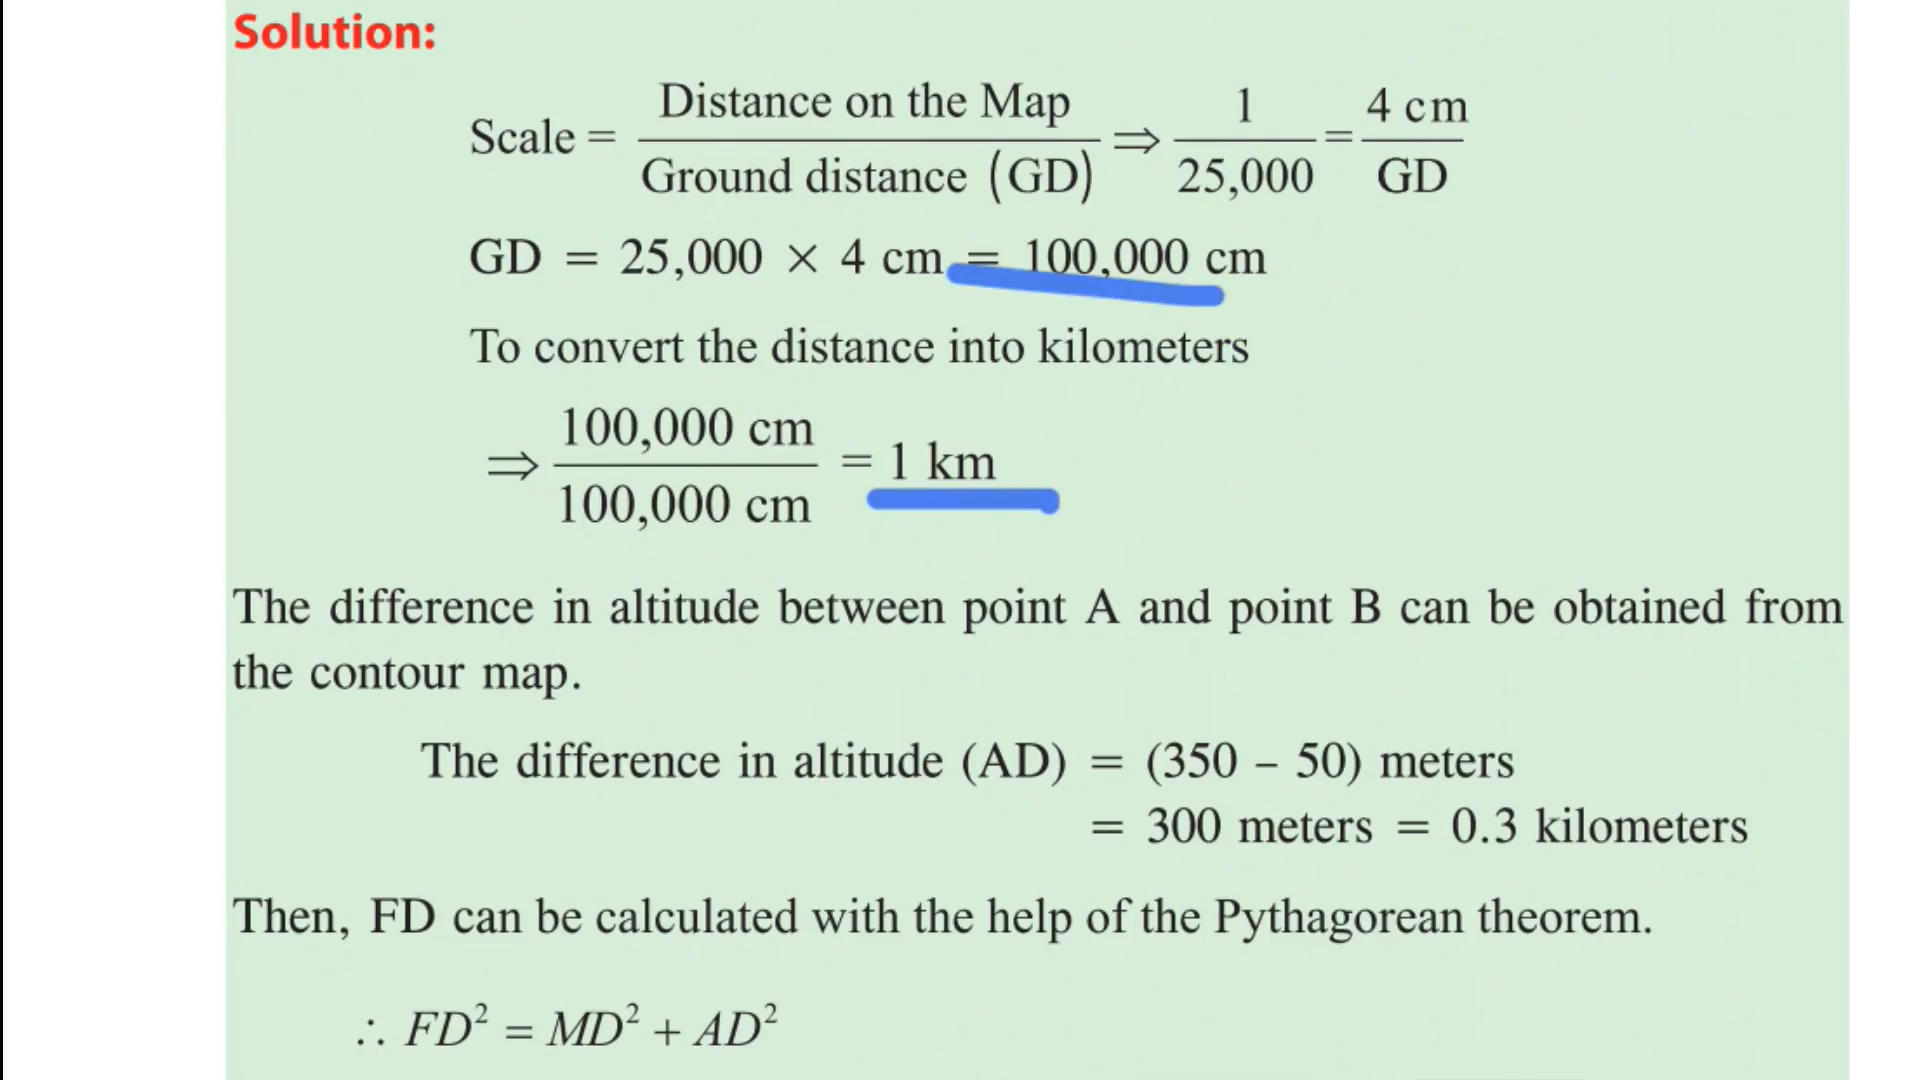 Solution:
Scale = Distance on the Map / Ground distance (GD) ⇒ 1 / 25,000 = 4 cm / GD
GD = 25,000 × 4 cm = 100,000 cm
To convert the distance into kilometers
⇒ 100,000 cm / 100,000 cm = 1 km
The difference in altitude between point A and point B can be obtained from
the contour map.
The difference in altitude (AD) = (350 – 50) meters
= 300 meters = 0.3 kilometers
Then, FD can be calculated with the help of the Pythagorean theorem.
∴ FD² = MD² + AD²